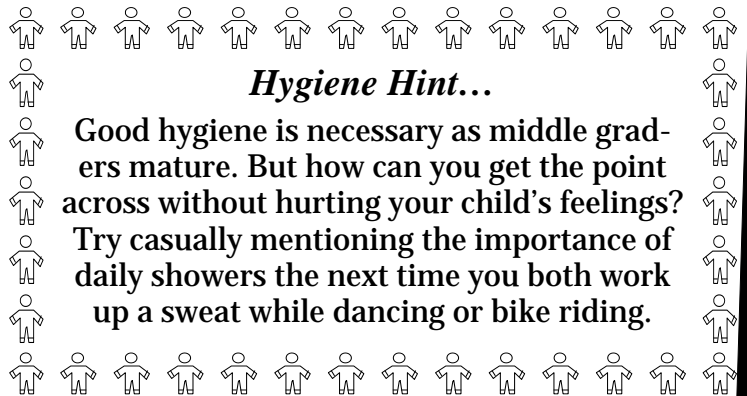 Hygiene Hint…
Good hygiene is necessary as middle grad-
ers mature. But how can you get the point
across without hurting your child’s feelings?
Try casually mentioning the importance of
daily showers the next time you both work
up a sweat while dancing or bike riding.